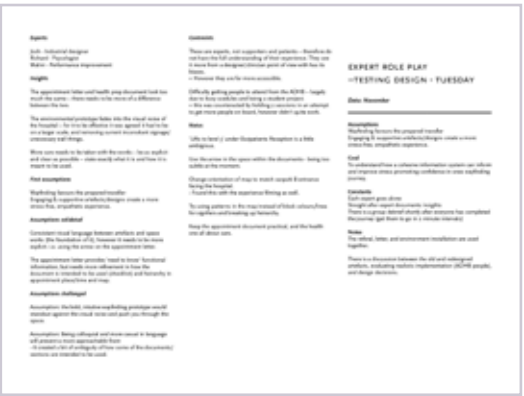 Experts
Josh - Industrial designer
Richard - Psychologist
- Performance improvement
Insights
The appointment letter and health prep document look too
much the same - there needs to be more of a difference
between the two.
The environmental prototype fades into the visual noise of
the hospital - for it to be effective it was agreed it had to be
on a larger scale, and removing current incumbent signage/
unnecessary wall things.
More care needs to be taken with the words - be as explicit
and clear as possible - state exactly what it is and how it is
meant to be used.
First assumptions
Wayfinding factors the prepared traveller
Engaging & supportive artefacts/designs create a more
stress free, empathetic experience.
Assumptions validated
Consistent visual language between artefacts and space
works (the foundation of it), however it needs to be more
explicit i.e. using the areas on the appointment letter.
The appointment letter provides 'need to know' functional
information, but needs more refinement in how the
document is intended to be used (checklist) and hierarchy in
appointment place/time and map.
Assumptions challenged
Assumption: the bold, intuitive wayfinding prototype would
standout against the visual noise and push you through the
space.
Assumption: Being colloquial and more casual in language
will present a more approachable front
- It created a bit of ambiguity of how some of the documents/
sections are intended to be used.
Constraints
These are experts, not supporters and patients - therefore do
not have the full understanding of their experience. They see
it more from a designer/clinician point of view with bias
- However they are far more accessible.
Difficulty getting people to attend from the ADHB - largely
due to busy schedules and being a student project
- this was counteracted by holding 2 sessions in an attempt
to get more people on board, however didn't quite work.
Notes
'Lifts to level 5' under Outpatients Reception is a little
ambiguous.
Use the areas in the space within the documents - being too
subtle at the moment.
Change orientation of map to match carpark B entrance
facing the hospital.
- Found this with the experience filming as well.
Try using patterns in the map instead of block colours/lines
for signifiers and breaking up hierarchy.
Keep the appointment document practical, and the health
one all about care.
EXPERT ROLE PLAY
-TESTING DESIGN - TUESDAY
Date: November
Assumptions
Wayfinding factors the prepared traveller
Engaging & supportive artefacts/designs create a more
stress free, empathetic experience.
Goal
To understand how a cohesive information system can inform
and improve stress promoting confidence in ones wayfinding
journey.
Constraints
Each expert goes alone
Straight after document insights
There is a group debrief shortly after everyone has completed
the journey (get them to go in 5 minute intervals)
Notes
The referral, letter, and environment installation are used
together.
There is a discussion between the old and redesigned
artefacts, evaluating realistic implementation (ADHB people),
and design decisions.